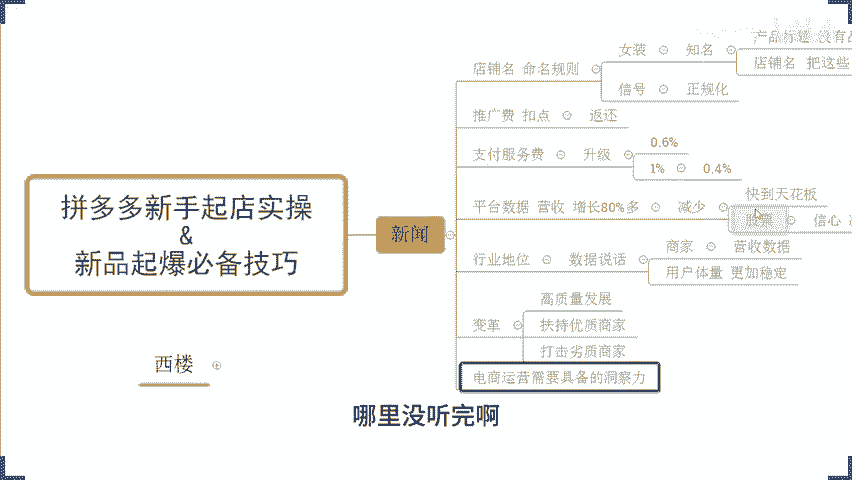 产品标题 没有
店铺名 把这些
女装 知名
店铺名 命名规则
信号 正规化
推广费 扣点 返还
0.6%
支付服务费 升级
1% 0.4%
快到天花板
平台数据 营收 增长80%多 减少
股票 信心
商家 营收数据
行业地位 数据说话
用户体量 更加稳定
高质量发展
变革 扶持优质商家
打击劣质商家
电商运营需要具备的洞察力
拼多多新手起店实操
&
新品起爆必备技巧
新闻
西楼
哪里没听完啊